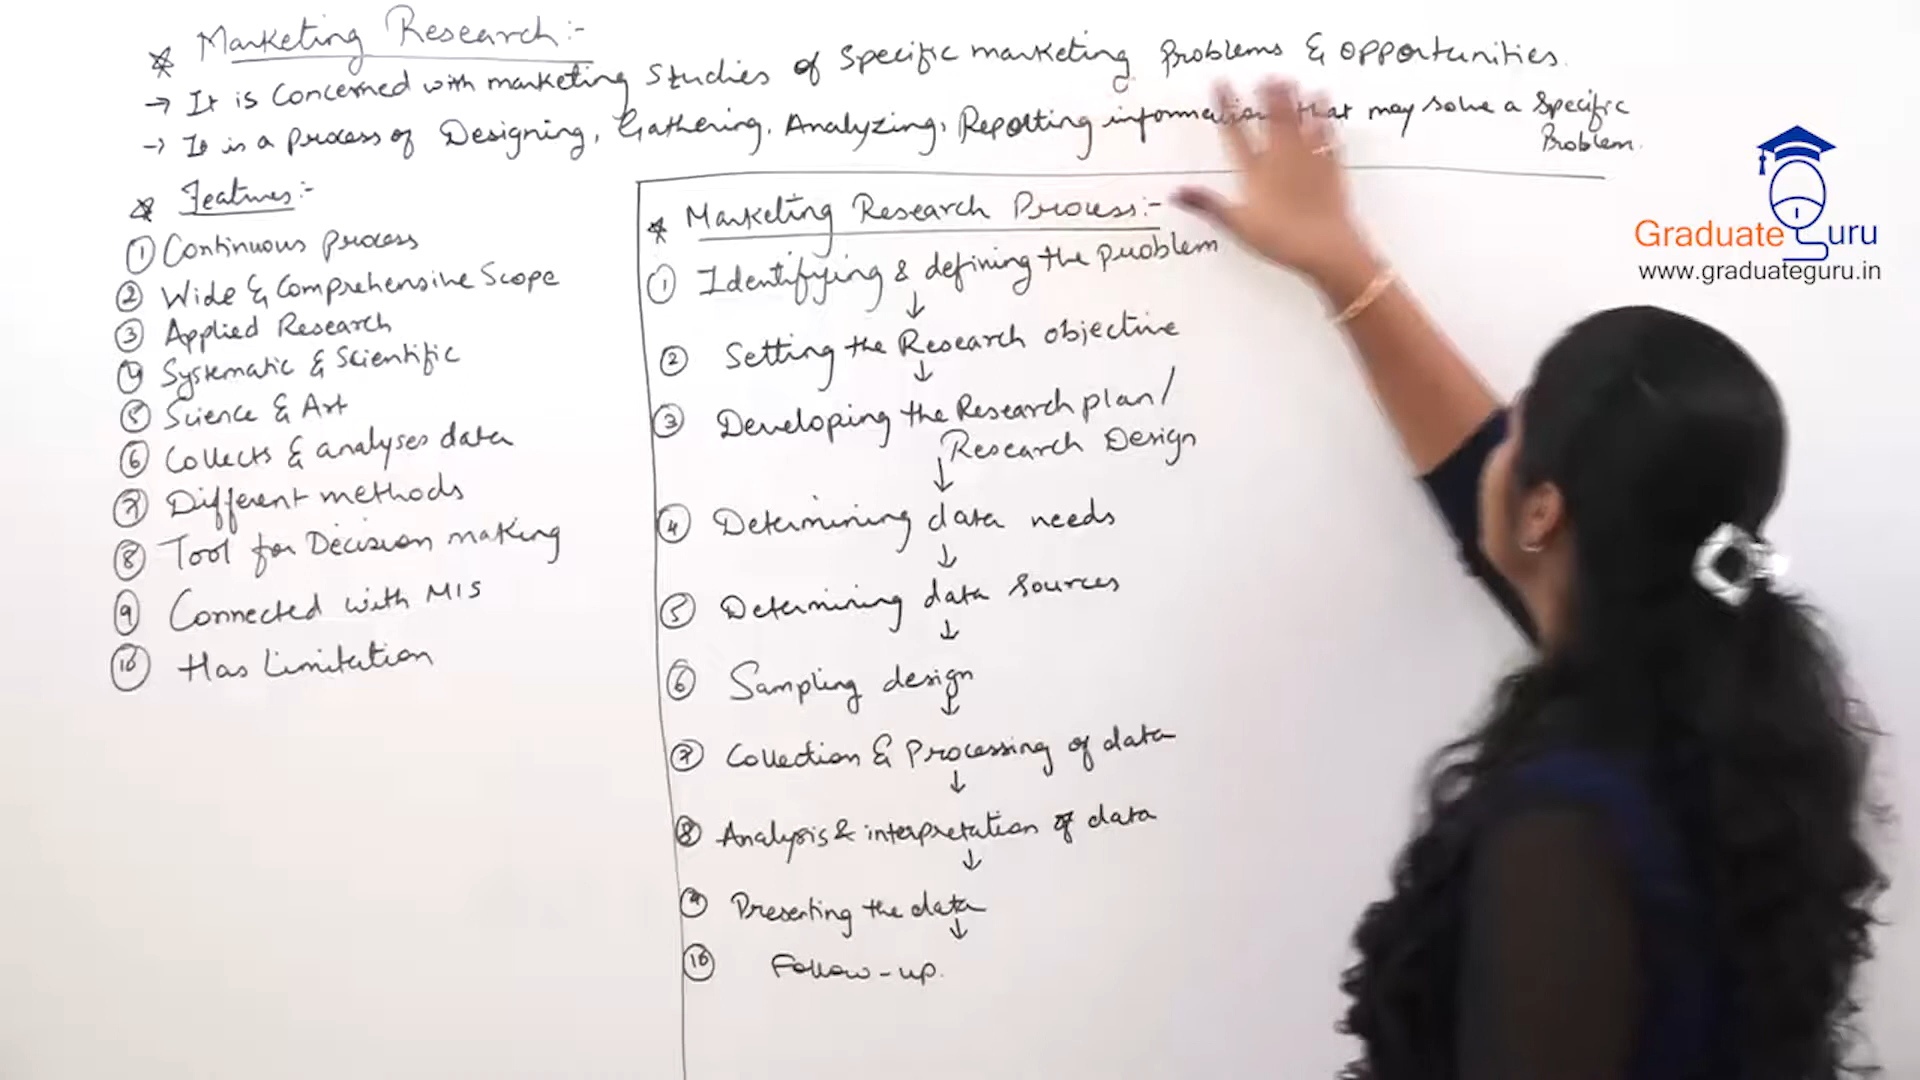 * Marketing Research:-
→ It is Concerned with marketing Studies of Specific marketing Problems & opportunities.
→ It is a Process of Designing, Gathering, Analyzing, Reporting information that may solve a Specific
Problem.
* Features:-
① Continuous Process
② Wide & Comprehensive Scope
③ Applied Research
④ Systematic & Scientific
⑤ Science & Art
⑥ Collects & analyses data
⑦ Different methods
⑧ Tool for Decision making
⑨ Connected with MIS
⑩ Has Limitation
* Marketing Research Process:-
① Identifying & defining the problem
↓
② Setting the Research objective
↓
③ Developing the Research plan/
Research Design
↓
④ Determining data needs
↓
⑤ Determining data sources
↓
⑥ Sampling design
↓
⑦ Collection & Processing of data
↓
⑧ Analysis & interpretation of data
↓
⑨ Presenting the data
↓
⑩ Follow-up.
Graduate Guru
www.graduateguru.in